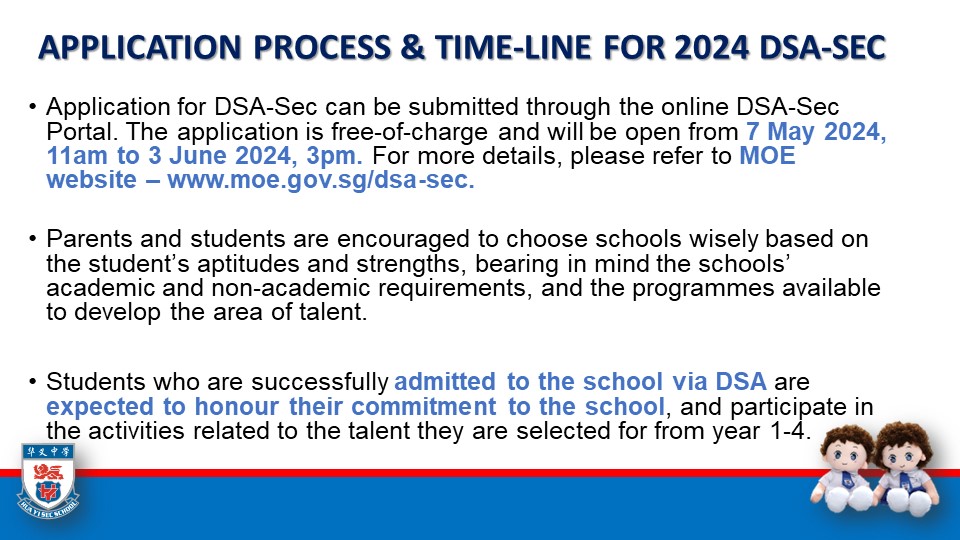 APPLICATION PROCESS & TIME-LINE FOR 2024 DSA-SEC
• Application for DSA-Sec can be submitted through the online DSA-Sec
Portal. The application is free-of-charge and will be open from 7 May 2024,
11am to 3 June 2024, 3pm. For more details, please refer to MOE
website – www.moe.gov.sg/dsa-sec.
• Parents and students are encouraged to choose schools wisely based on
the student’s aptitudes and strengths, bearing in mind the schools’
academic and non-academic requirements, and the programmes available
to develop the area of talent.
• Students who are successfully admitted to the school via DSA are
expected to honour their commitment to the school, and participate in
the activities related to the talent they are selected for from year 1-4.
华义中学
HUA YI SEC SCHOOL